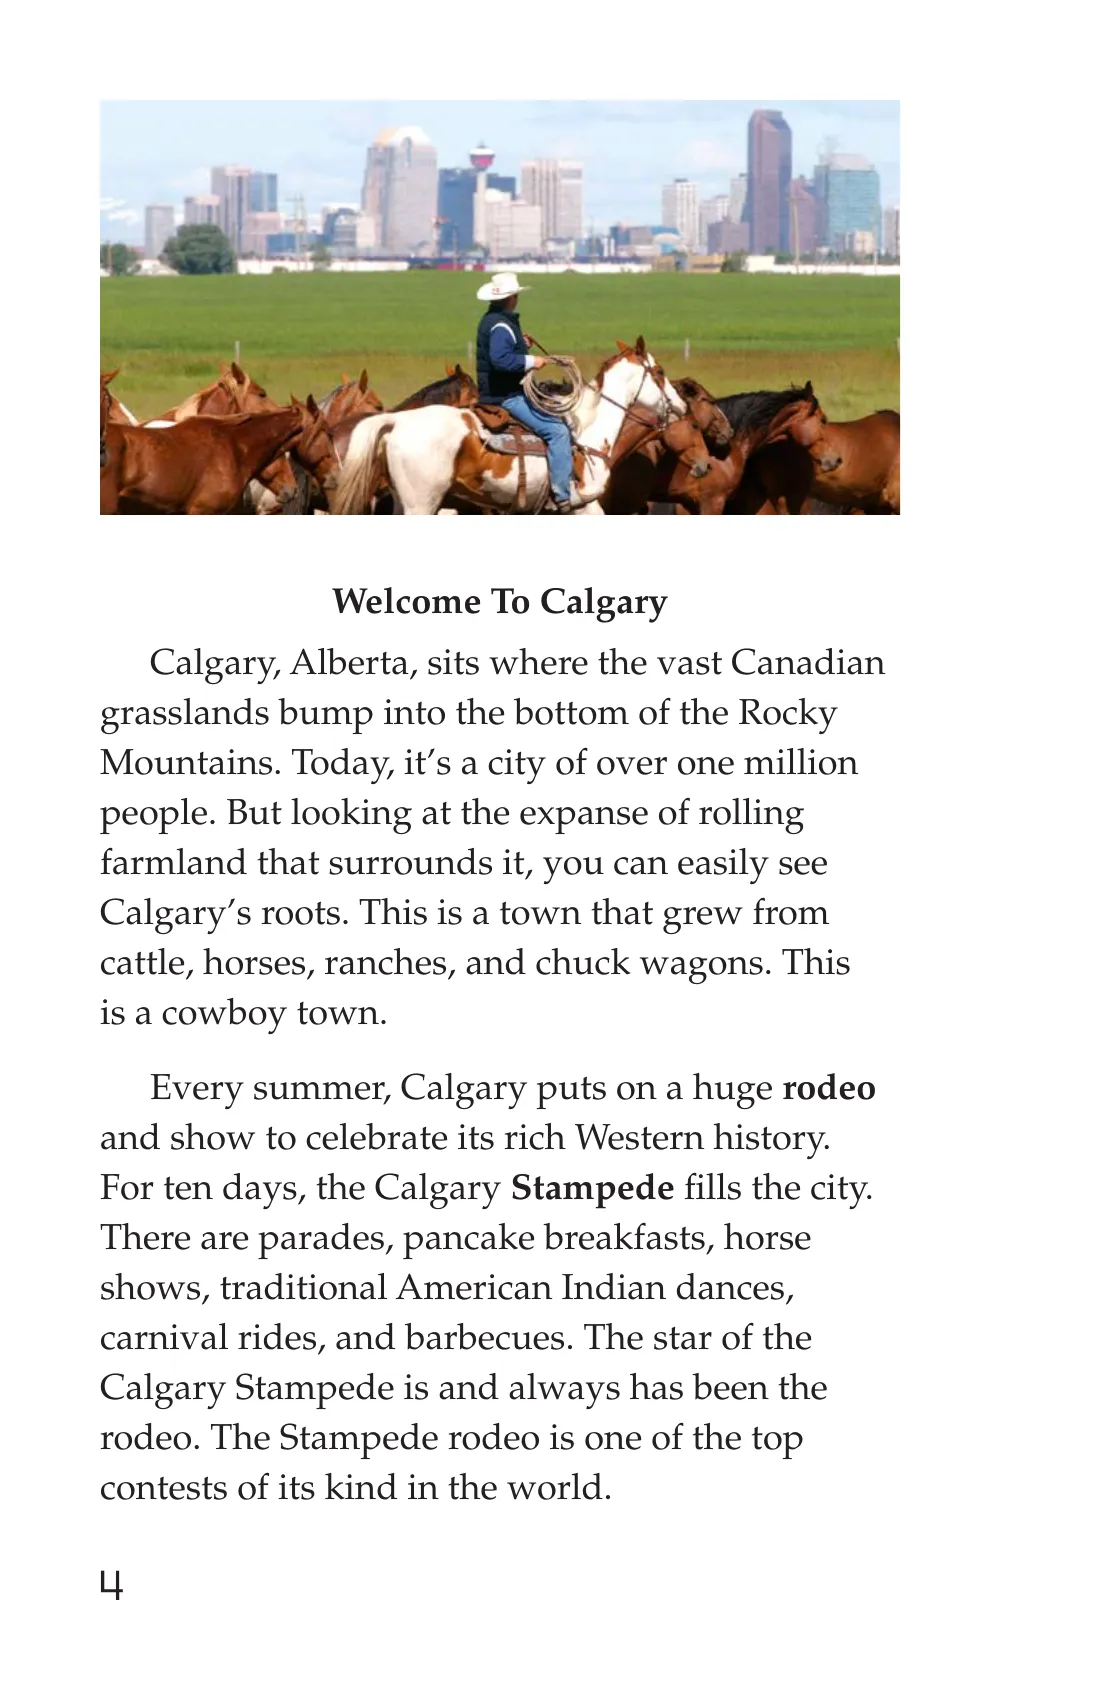 Welcome To Calgary
Calgary, Alberta, sits where the vast Canadian
grasslands bump into the bottom of the Rocky
Mountains. Today, it’s a city of over one million
people. But looking at the expanse of rolling
farmland that surrounds it, you can easily see
Calgary’s roots. This is a town that grew from
cattle, horses, ranches, and chuck wagons. This
is a cowboy town.
Every summer, Calgary puts on a huge rodeo
and show to celebrate its rich Western history.
For ten days, the Calgary Stampede fills the city.
There are parades, pancake breakfasts, horse
shows, traditional American Indian dances,
carnival rides, and barbecues. The star of the
Calgary Stampede is and always has been the
rodeo. The Stampede rodeo is one of the top
contests of its kind in the world.
4